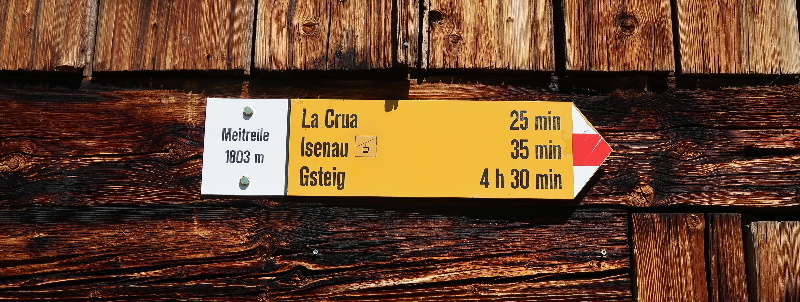 Meitreile
1803 m
La Crua 25 min
Isenau 35 min
Gsteig 4 h 30 min